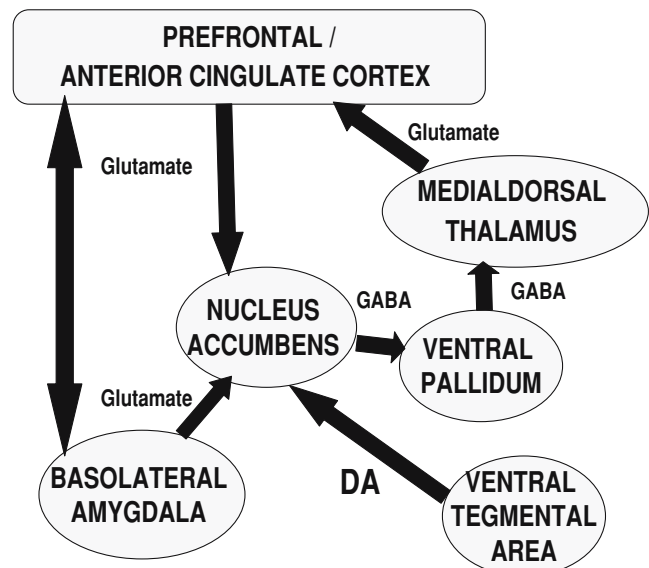 PREFRONTAL /
ANTERIOR CINGULATE CORTEX
Glutamate
Glutamate
MEDIALDORSAL
THALAMUS
NUCLEUS
ACCUMBENS
GABA
GABA
VENTRAL
PALLIDUM
Glutamate
BASOLATERAL
AMYGDALA
DA
VENTRAL
TEGMENTAL
AREA